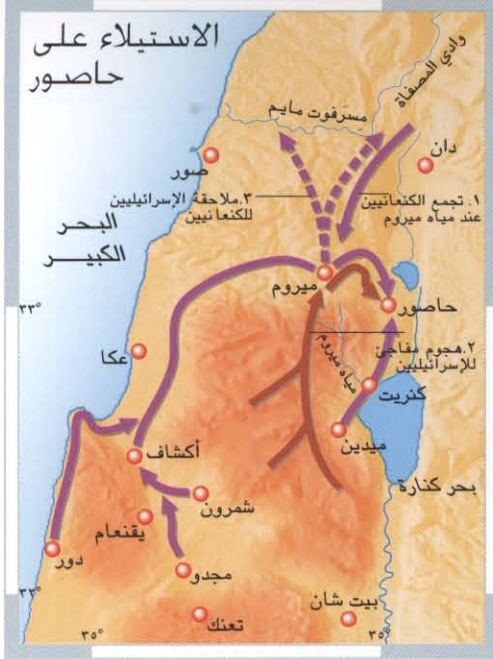 الاستيلاء على
حاصور
وادي المصفاة
مسرفوت مايم
دان
صور
١. تجمع الكنعانيين
عند مياه ميروم
٣.ملاحقة الإسرائيليين
للكنعانيين
البحر
الكبيـر
ميروم
حاصور
٣٣°
٢.هجوم مفاجئ
للإسرائيليين
مياه ميروم
عكا
كنريت
أكشاف
ميدين
بحر كنارة
شمرون
يقنعام
دور
مجدو
٣٢°
بيت شان
تعنك
٣٥°
٣٥°